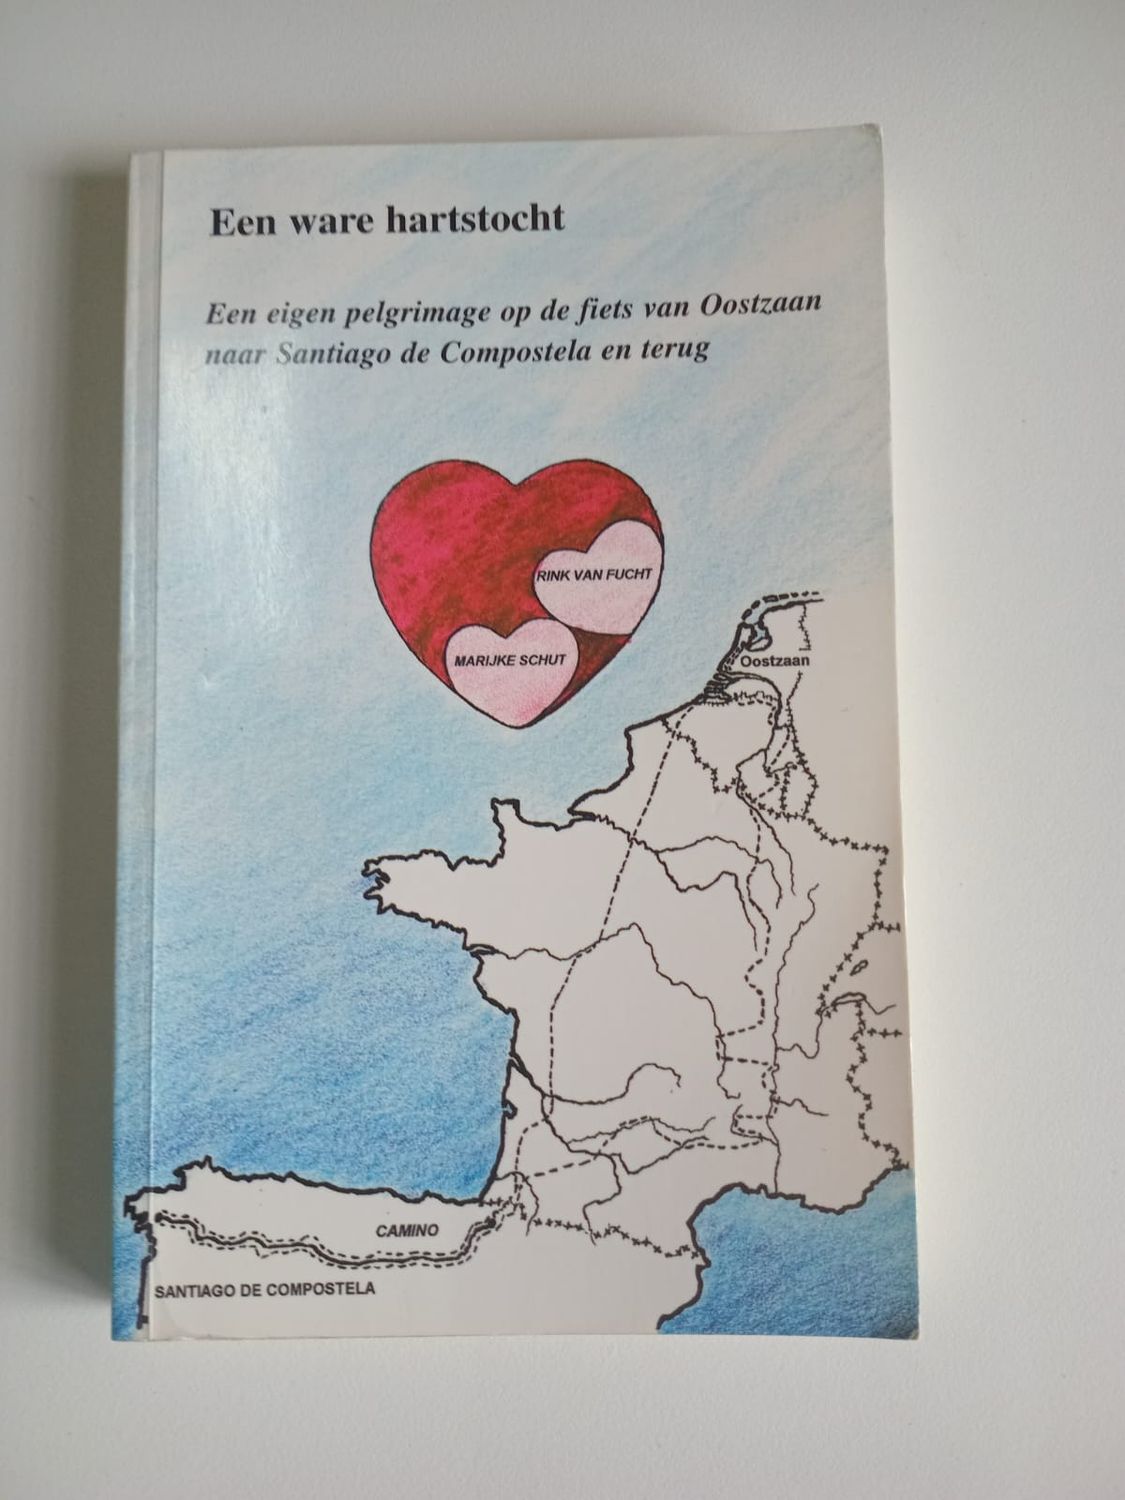 Een ware hartstocht
Een eigen pelgrimage op de fiets van Oostzaan
naar Santiago de Compostela en terug
RINK VAN FUCHT
MARIJKE SCHUT
Oostzaan
CAMINO
SANTIAGO DE COMPOSTELA